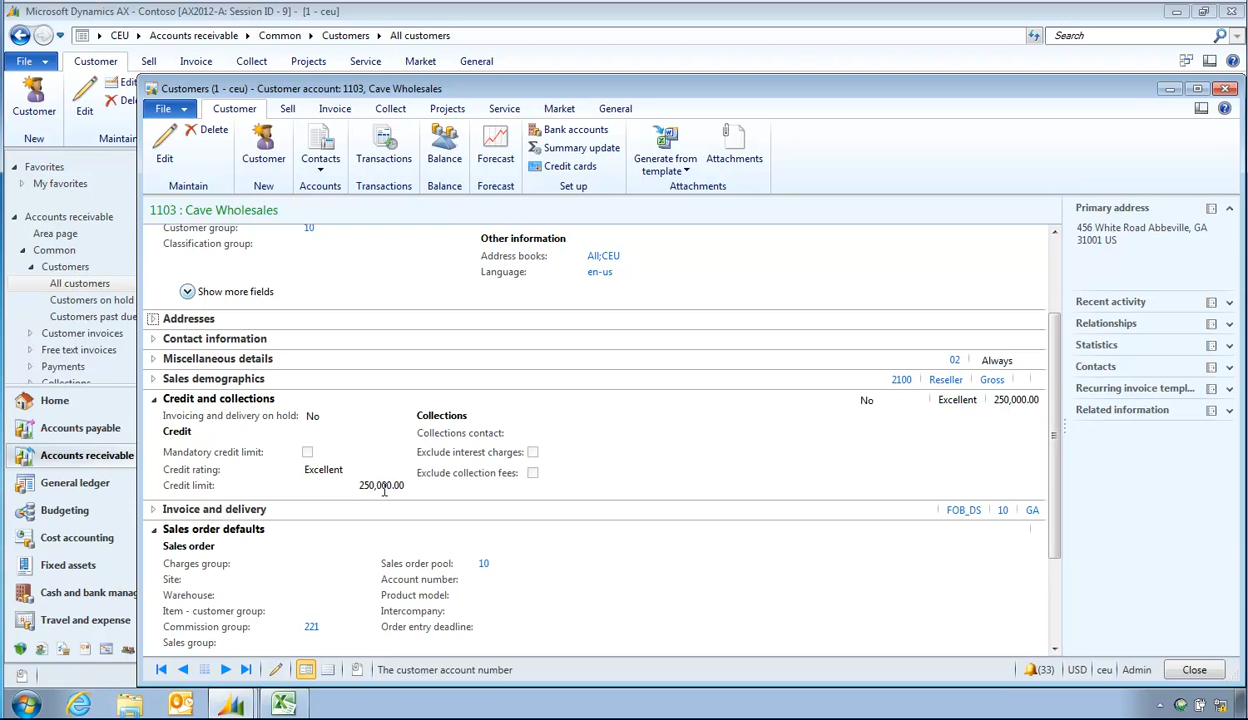 Microsoft Dynamics AX - Contoso [AX2012-A: Session ID - 9] - [1 - ceu]
CEU Accounts receivable Common Customers All customers
Search
File Customer Sell Invoice Collect Projects Service Market General
Customer
New
Edit
Maintain
Customers (1 - ceu) - Customer account: 1103, Cave Wholesales
File Customer Sell Invoice Collect Projects Service Market General
Edit
Delete
Maintain
Customer
New
Contacts
Accounts
Transactions
Transactions
Balance
Balance
Forecast
Forecast
Bank accounts
Summary update
Credit cards
Set up
Generate from template
Attachments
Attachments
Favorites
My favorites
Accounts receivable
Area page
Common
Customers
All customers
Customers on hold
Customers past due
Customer invoices
Free text invoices
Payments
Home
Accounts payable
Accounts receivable
General ledger
Budgeting
Cost accounting
Fixed assets
Cash and bank manag
Travel and expense
1103 : Cave Wholesales
Customer group: 10
Classification group:
Other information
Address books: All;CEU
Language: en-us
Show more fields
Addresses
Contact information
Miscellaneous details 02 Always
Sales demographics 2100 Reseller Gross
Credit and collections No Excellent 250,000.00
Invoicing and delivery on hold: No
Credit
Mandatory credit limit:
Credit rating: Excellent
Credit limit: 250,000.00
Collections
Collections contact:
Exclude interest charges:
Exclude collection fees:
Invoice and delivery FOB_DS 10 GA
Sales order defaults
Sales order
Charges group:
Site:
Warehouse:
Item - customer group:
Commission group: 221
Sales group:
Sales order pool: 10
Account number:
Product model:
Intercompany:
Order entry deadline:
Primary address
456 White Road Abbeville, GA
31001 US
Recent activity
Relationships
Statistics
Contacts
Recurring invoice templ...
Related information
The customer account number
(33) USD ceu Admin Close